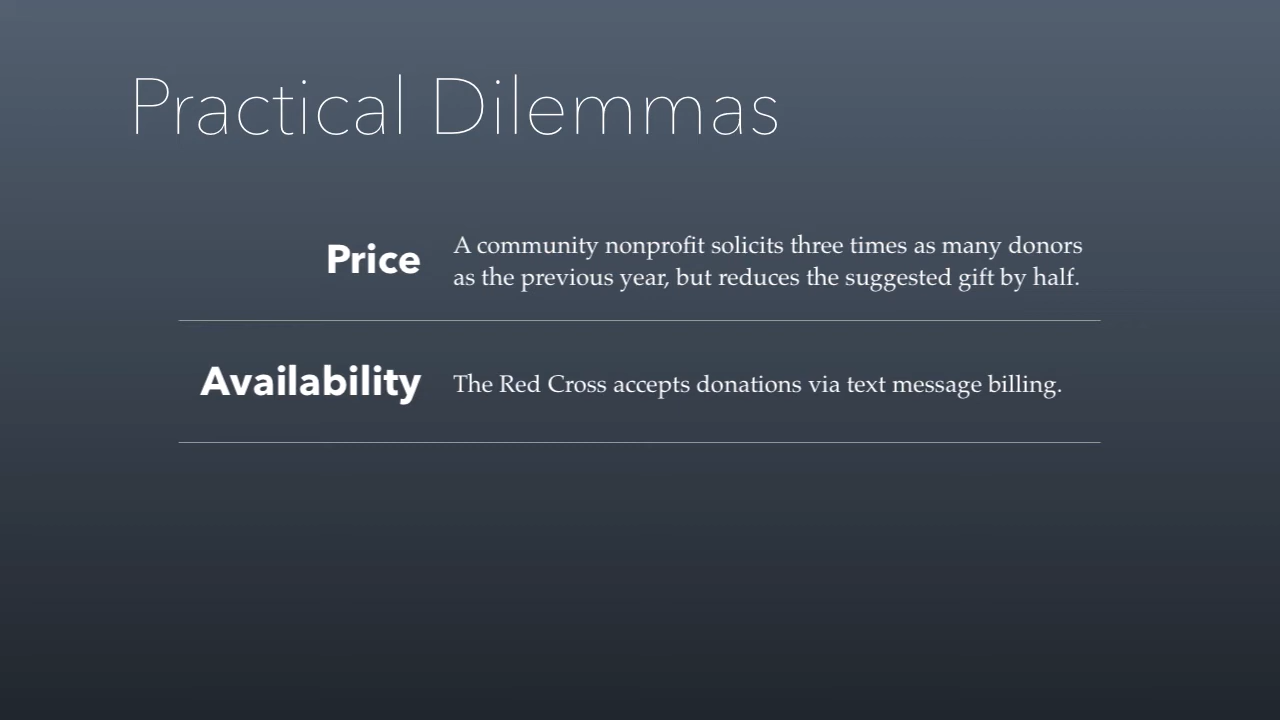 Practical Dilemmas
Price
A community nonprofit solicits three times as many donors
as the previous year, but reduces the suggested gift by half.
Availability
The Red Cross accepts donations via text message billing.